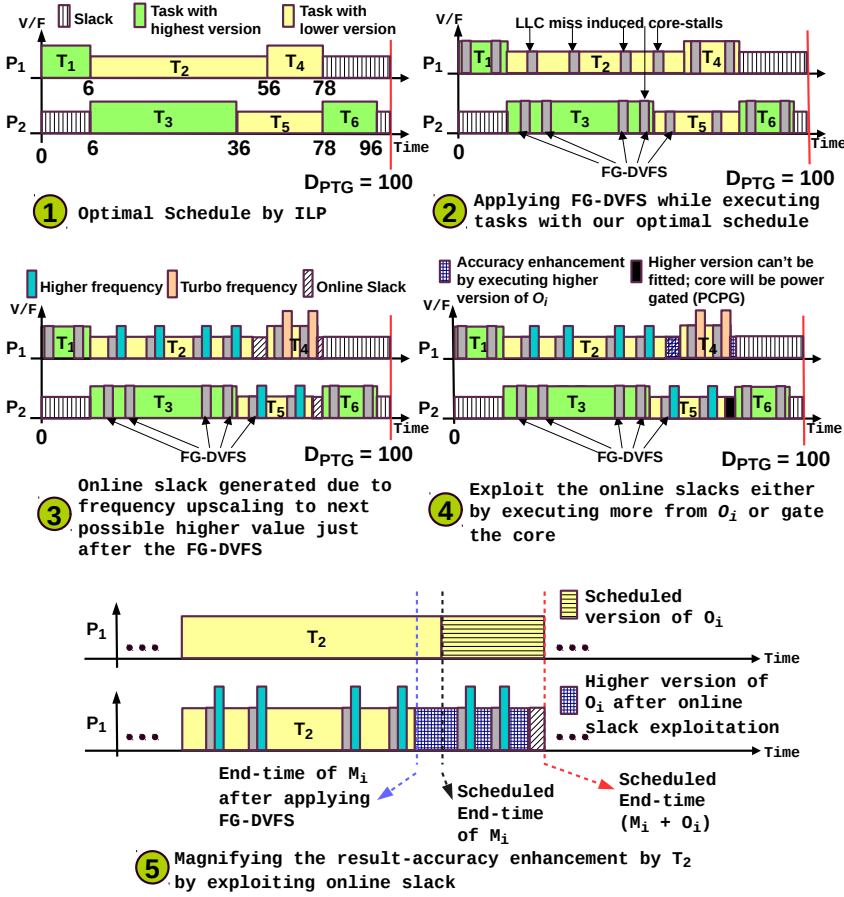 V/F
Slack
Task with
highest version
Task with
lower version
P1
T1
T2
T4
6
56
78
P2
T3
T5
T6
0
6
36
78
96
Time
DPTG = 100
1
Optimal Schedule by ILP
V/F
LLC miss induced core-stalls
P1
T1
T2
T4
P2
T3
T5
T6
0
FG-DVFS
Time
DPTG = 100
2
Applying FG-DVFS while executing
tasks with our optimal schedule
Higher frequency
Turbo frequency
Online Slack
V/F
P1
T1
T2
T4
P2
T3
T5
T6
0
FG-DVFS
Time
DPTG = 100
3
Online slack generated due to
frequency upscaling to next
possible higher value just
after the FG-DVFS
Accuracy enhancement
by executing higher
version of Oi
Higher version can't be
fitted; core will be power
gated (PCPG)
V/F
P1
T1
T2
T4
P2
T3
T5
T6
0
FG-DVFS
Time
DPTG = 100
4
Exploit the online slacks either
by executing more from Oi or gate
the core
P1
T2
Time
Scheduled
version of Oi
P1
T2
Time
Higher version of
Oi after online
slack exploitation
End-time of Mi
after applying
FG-DVFS
Scheduled
End-time
of Mi
Scheduled
End-time
(Mi + Oi)
5
Magnifying the result-accuracy enhancement by T2
by exploiting online slack